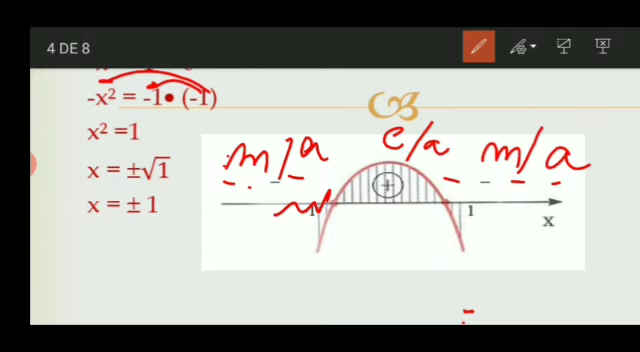 4 DE 8
-x² = -1• (-1)
x² =1
x = ±√1
x = ± 1
m/a c/a m/a
− + −
1 1
x